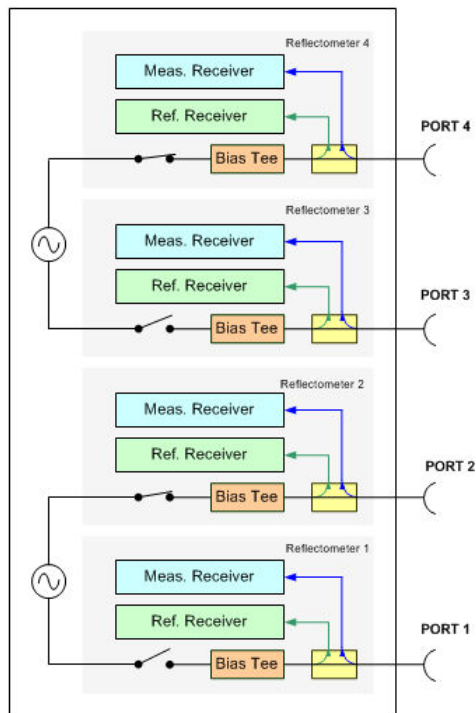 Reflectometer 4
Meas. Receiver
Ref. Receiver
PORT 4
Bias Tee
Reflectometer 3
Meas. Receiver
Ref. Receiver
PORT 3
Bias Tee
Reflectometer 2
Meas. Receiver
Ref. Receiver
PORT 2
Bias Tee
Reflectometer 1
Meas. Receiver
Ref. Receiver
PORT 1
Bias Tee